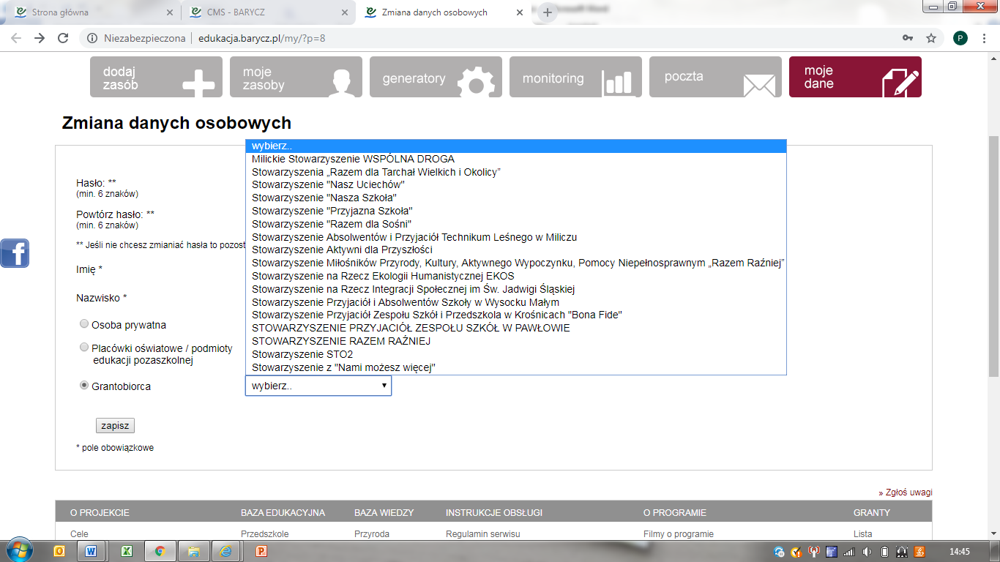 Strona główna
CMS - BARYCZ
Zmiana danych osobowych
Niezabezpieczona
edukacja.barycz.pl/my/?p=8
P
dodaj
zasób
moje
zasoby
generatory
monitoring
poczta
moje
dane
Zmiana danych osobowych
wybierz..
Milickie Stowarzyszenie WSPÓLNA DROGA
Stowarzyszenia „Razem dla Tarchał Wielkich i Okolicy”
Stowarzyszenie "Nasz Uciechów"
Stowarzyszenie "Nasza Szkoła"
Stowarzyszenie "Przyjazna Szkoła"
Stowarzyszenie "Razem dla Sośni"
Stowarzyszenie Absolwentów i Przyjaciół Technikum Leśnego w Miliczu
Stowarzyszenie Aktywni dla Przyszłości
Stowarzyszenie Miłośników Przyrody, Kultury, Aktywnego Wypoczynku, Pomocy Niepełnosprawnym „Razem Raźniej”
Stowarzyszenie na Rzecz Ekologii Humanistycznej EKOS
Stowarzyszenie na Rzecz Integracji Społecznej im Św. Jadwigi Śląskiej
Stowarzyszenie Przyjaciół i Absolwentów Szkoły w Wysocku Małym
Stowarzyszenie Przyjaciół Zespołu Szkół i Przedszkola w Krośnicach "Bona Fide"
STOWARZYSZENIE PRZYJACIÓŁ ZESPOŁU SZKÓŁ W PAWŁOWIE
STOWARZYSZENIE RAZEM RAŹNIEJ
Stowarzyszenie STO2
Stowarzyszenie z "Nami możesz więcej"
Hasło: **
(min. 6 znaków)
Powtórz hasło: **
(min. 6 znaków)
** Jeśli nie chcesz zmianiać hasła to pozost
Imię *
Nazwisko *
Osoba prywatna
Placówki oświatowe / podmioty
edukacji pozaszkolnej
Grantobiorca
wybierz..
zapisz
* pole obowiązkowe
» Zgłoś uwagi
O PROJEKCIE
BAZA EDUKACYJNA
BAZA WIEDZY
INSTRUKCJE OBSŁUGI
O PROGRAMIE
GRANTY
Cele
Przedszkole
Przyroda
Regulamin serwisu
Filmy o programie
Lista
14:45